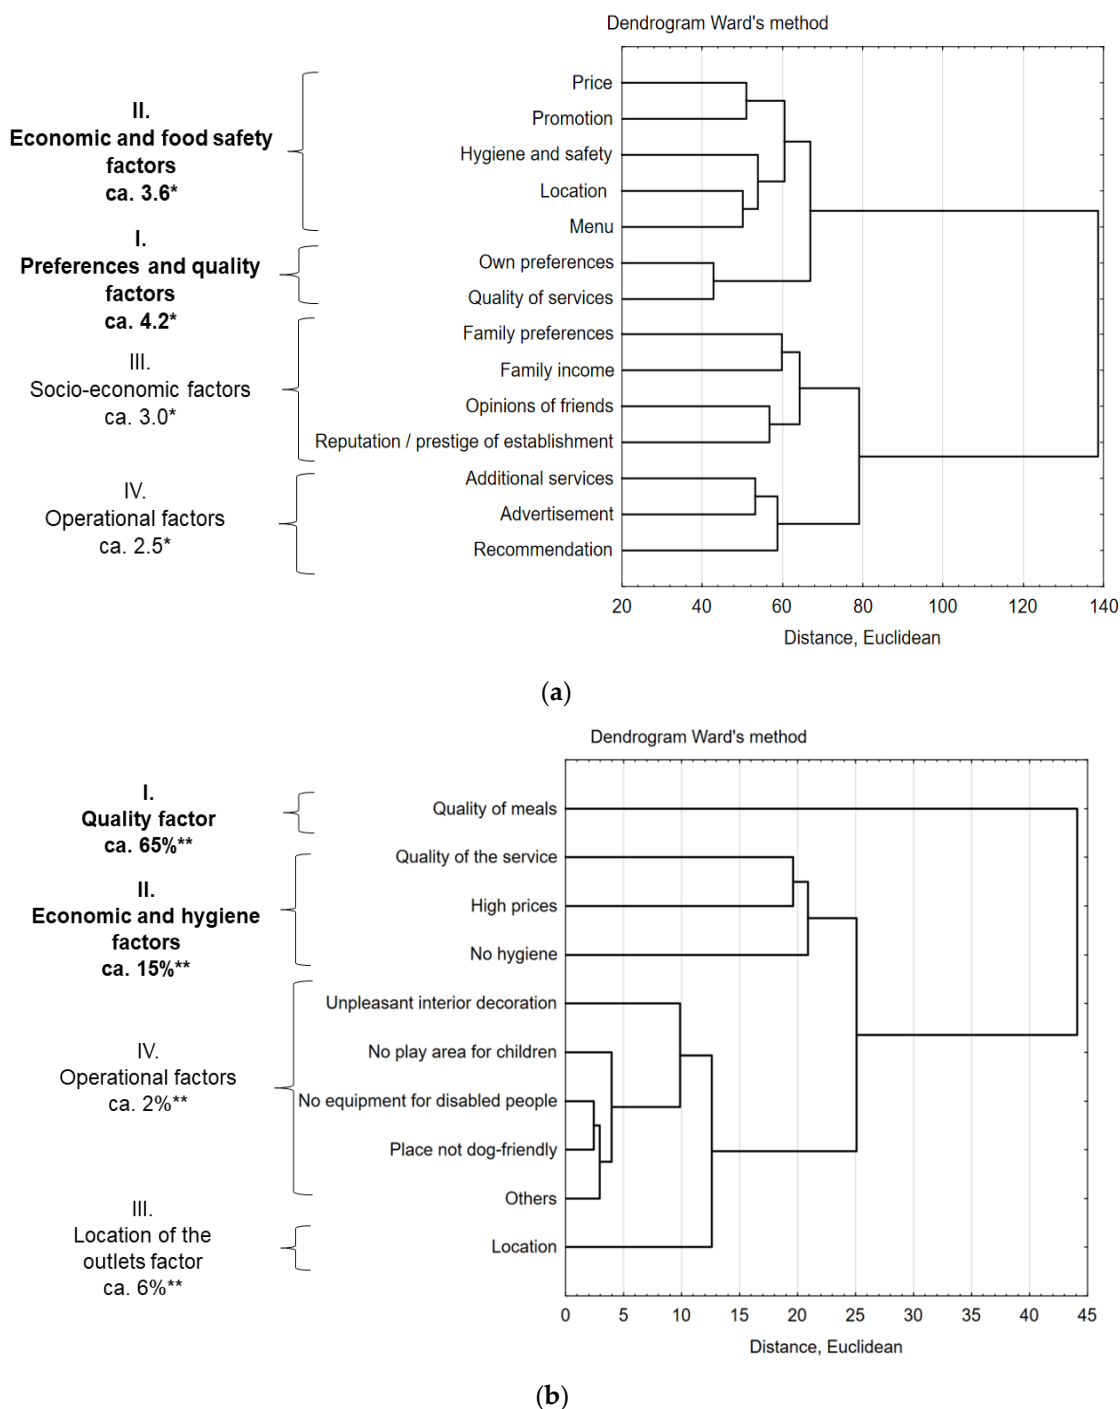 Dendrogram Ward's method
II.
Economic and food safety
factors
ca. 3.6*
I.
Preferences and quality
factors
ca. 4.2*
III.
Socio-economic factors
ca. 3.0*
IV.
Operational factors
ca. 2.5*
Price
Promotion
Hygiene and safety
Location
Menu
Own preferences
Quality of services
Family preferences
Family income
Opinions of friends
Reputation / prestige of establishment
Additional services
Advertisement
Recommendation
20 40 60 80 100 120 140
Distance, Euclidean
(a)
Dendrogram Ward's method
I.
Quality factor
ca. 65%**
II.
Economic and hygiene
factors
ca. 15%**
IV.
Operational factors
ca. 2%**
III.
Location of the
outlets factor
ca. 6%**
Quality of meals
Quality of the service
High prices
No hygiene
Unpleasant interior decoration
No play area for children
No equipment for disabled people
Place not dog-friendly
Others
Location
0 5 10 15 20 25 30 35 40 45
Distance, Euclidean
(b)